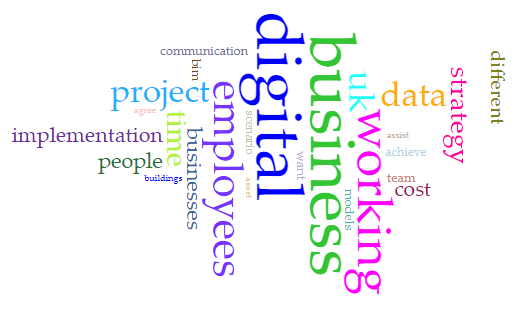 communication
bim
digital
business
different
project
agree
employees
uk
data
strategy
implementation
time
businesses
scenario
working
assist
people
want
achieve
buildings
asset
models
team
cost